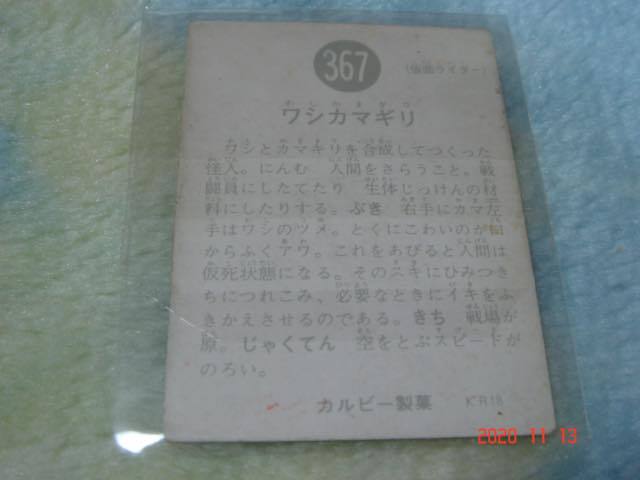 367
(仮面ライダー)
ワシカマギリ
ワシとカマキリを合成してつくった
怪人。にんむ 人間をさらうこと。戦
闘員にしたてたり 生体じっけんの材
料にしたりする。ぶき 右手にカマ左
手はワシのツメ。とくにこわいのが口
からふくアワ。これをあびると人間は
仮死状態になる。そのスキにひみつき
ちにつれこみ、必要なときにイキをふ
きかえさせるのである。きち 戦場が
原。じゃくてん 空をとぶスピードが
のろい。
カルビー製菓 KR18
2020 11 13